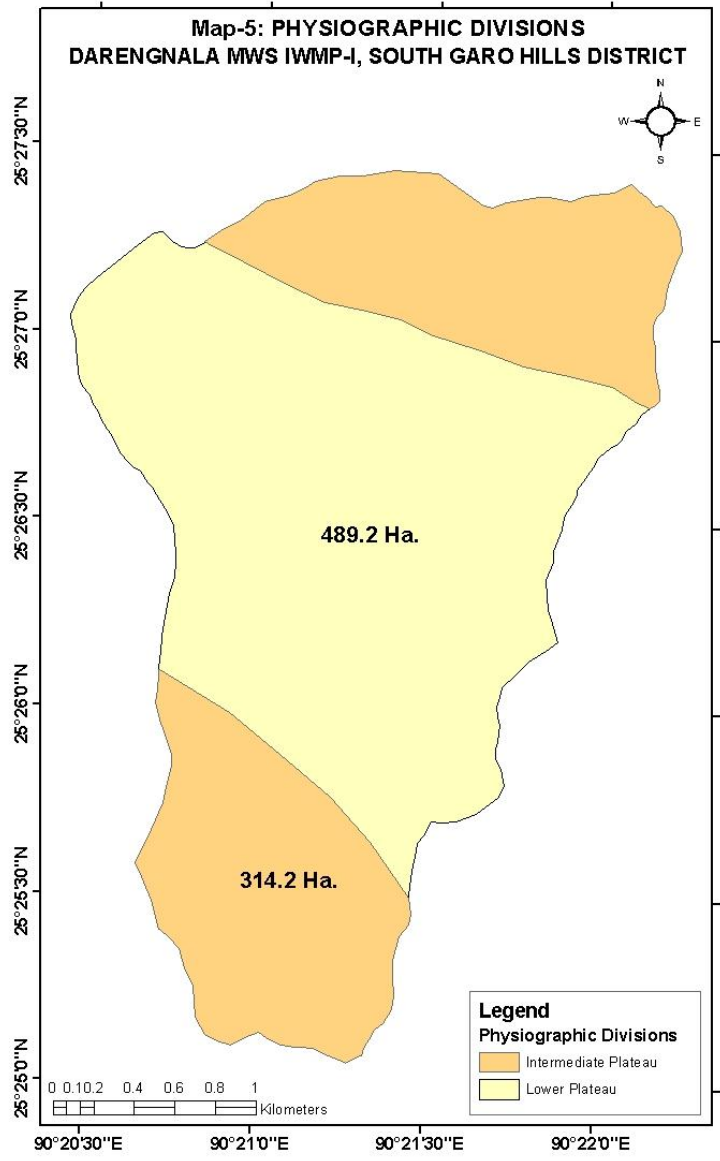 Map-5: PHYSIOGRAPHIC DIVISIONS
DARENGNALA MWS IWMP-I, SOUTH GARO HILLS DISTRICT
N
W E
S
25°27'30"N
25°27'0"N
25°26'30"N
489.2 Ha.
25°26'0"N
314.2 Ha.
25°25'30"N
Legend
Physiographic Divisions
Intermediate Plateau
Lower Plateau
25°25'0"N
0 0.1 0.2 0.4 0.6 0.8 1
Kilometers
90°20'30"E 90°21'0"E 90°21'30"E 90°22'0"E